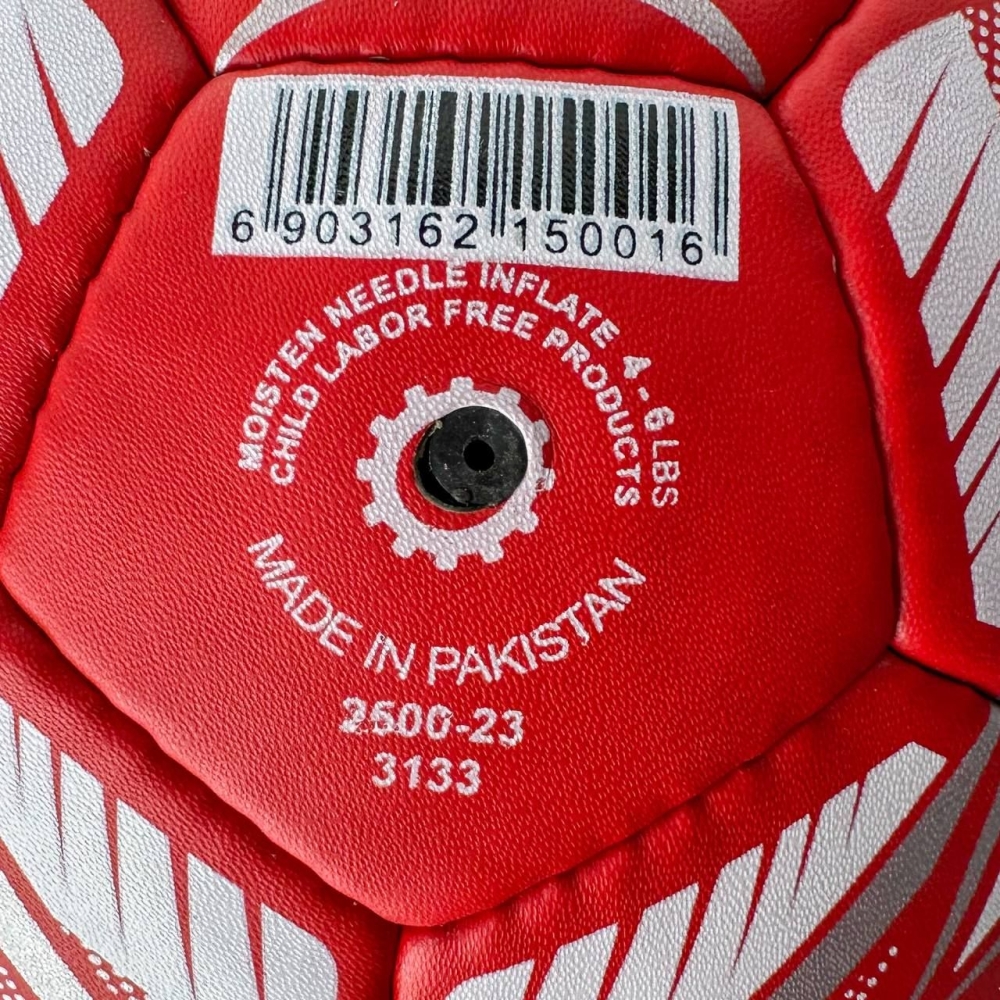 6 903162 150016
MOISTEN NEEDLE INFLATE 4 - 6 LBS
CHILD LABOR FREE PRODUCTS
MADE IN PAKISTAN
2500-23
3133